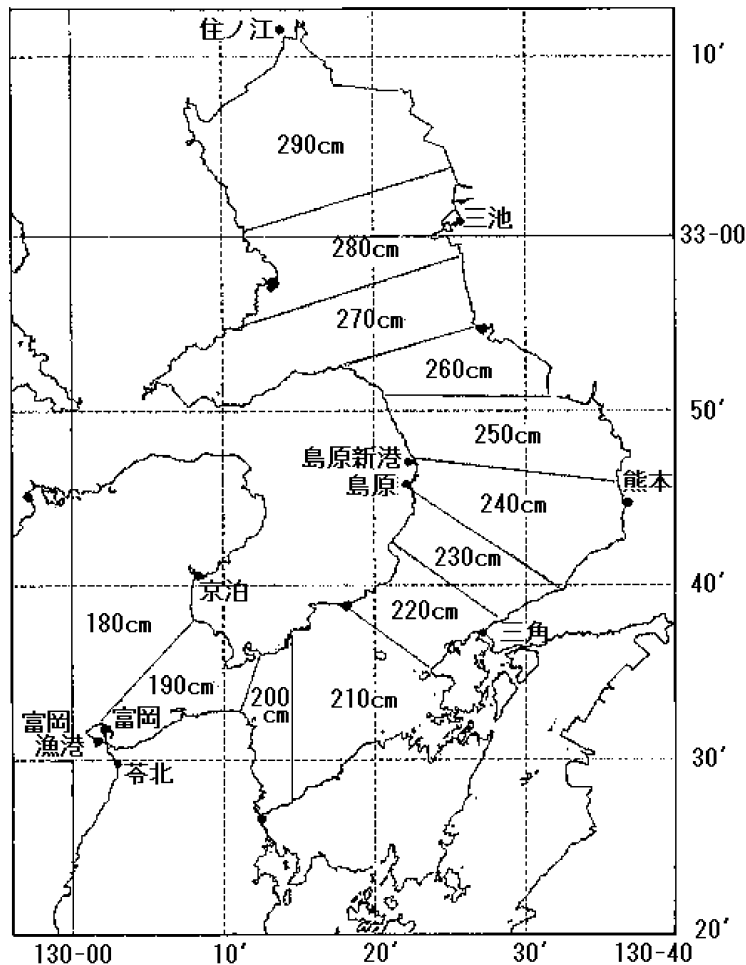 住ノ江
10′
290cm
三池
33-00
280cm
270cm
260cm
50′
250cm
島原新港
島原
熊本
240cm
230cm
京泊
40′
180cm
220cm
三角
190cm
200
cm
210cm
富岡
富岡
漁港
苓北
30′
20′
130-00
10′
20′
30′
130-40